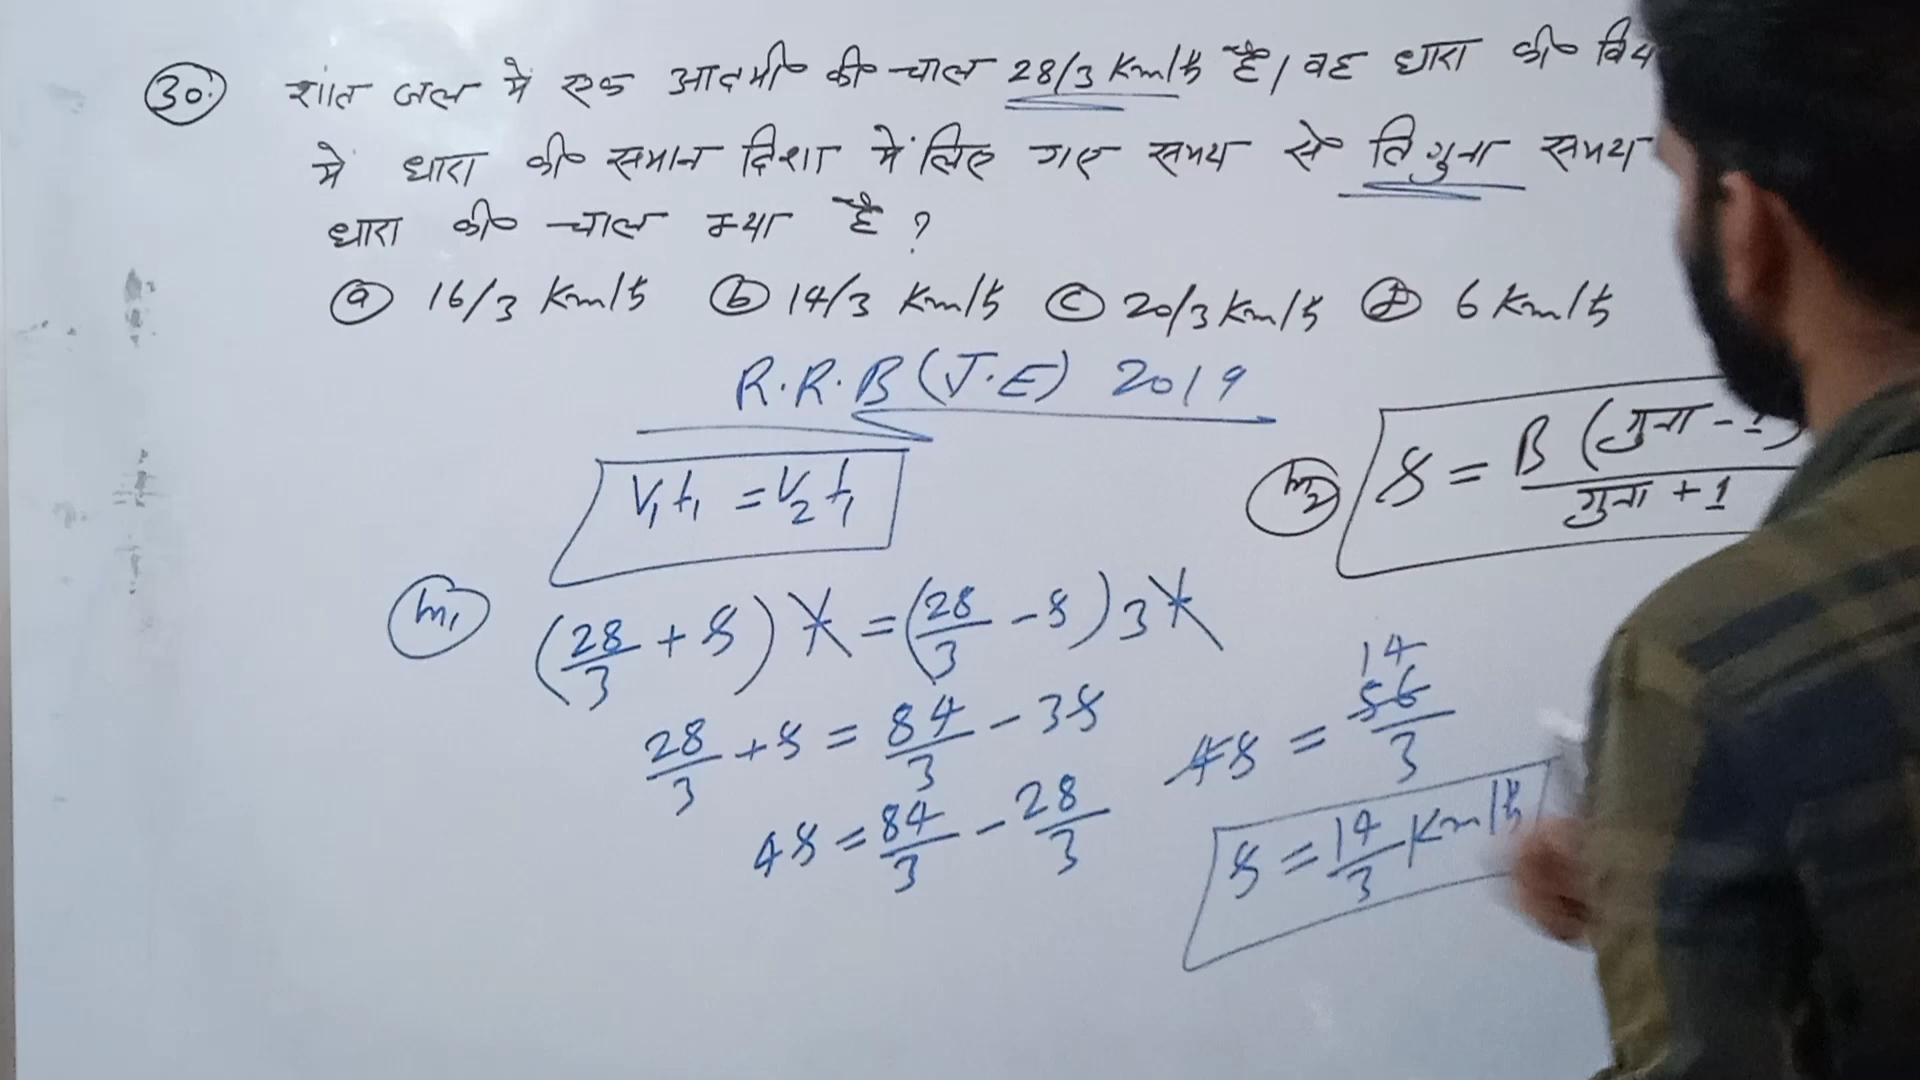 30. शांत जल में एक आदमी की चाल 28/3 Km/h है। वह धारा की
में धारा की समान दिशा में लिए गए समय से तिगुना समय
धारा की चाल क्या है ?
(a) 16/3 Km/h (b) 14/3 Km/h (c) 20/3 Km/h (d) 6 Km/h
R.R.B (J.E) 2019
V₁t₁ = V₂t₁
m₂ S = B (गुना - 1) / गुना + 1
m₁ (28/3 + S) x = (28/3 - S) 3x
28/3 + S = 84/3 - 3S
4S = 84/3 - 28/3
14
4S = 56/3
S = 14/3 Km/h